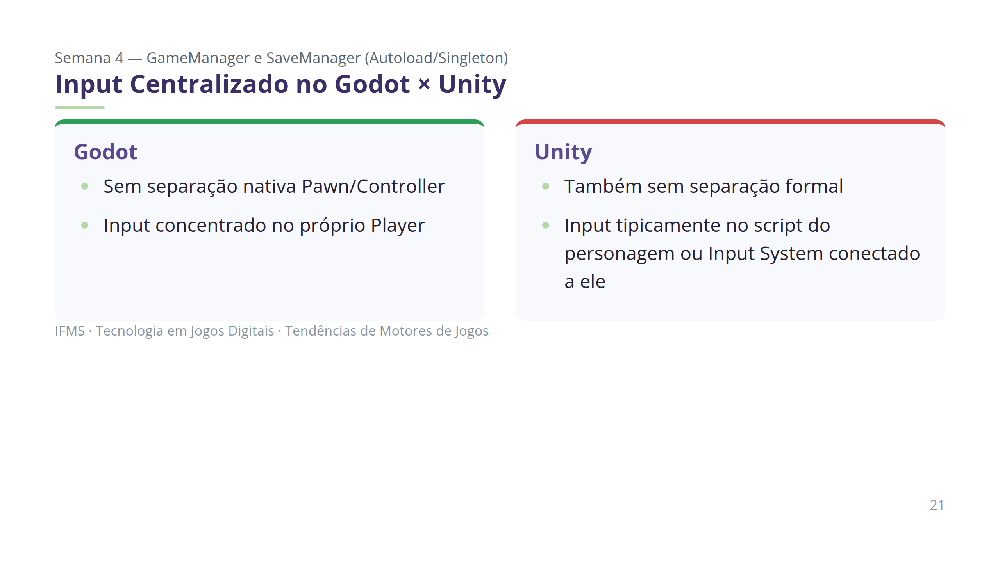 Semana 4 — GameManager e SaveManager (Autoload/Singleton)
Input Centralizado no Godot × Unity
Godot
Sem separação nativa Pawn/Controller
Input concentrado no próprio Player
Unity
Também sem separação formal
Input tipicamente no script do
personagem ou Input System conectado
a ele
IFMS · Tecnologia em Jogos Digitais · Tendências de Motores de Jogos
21